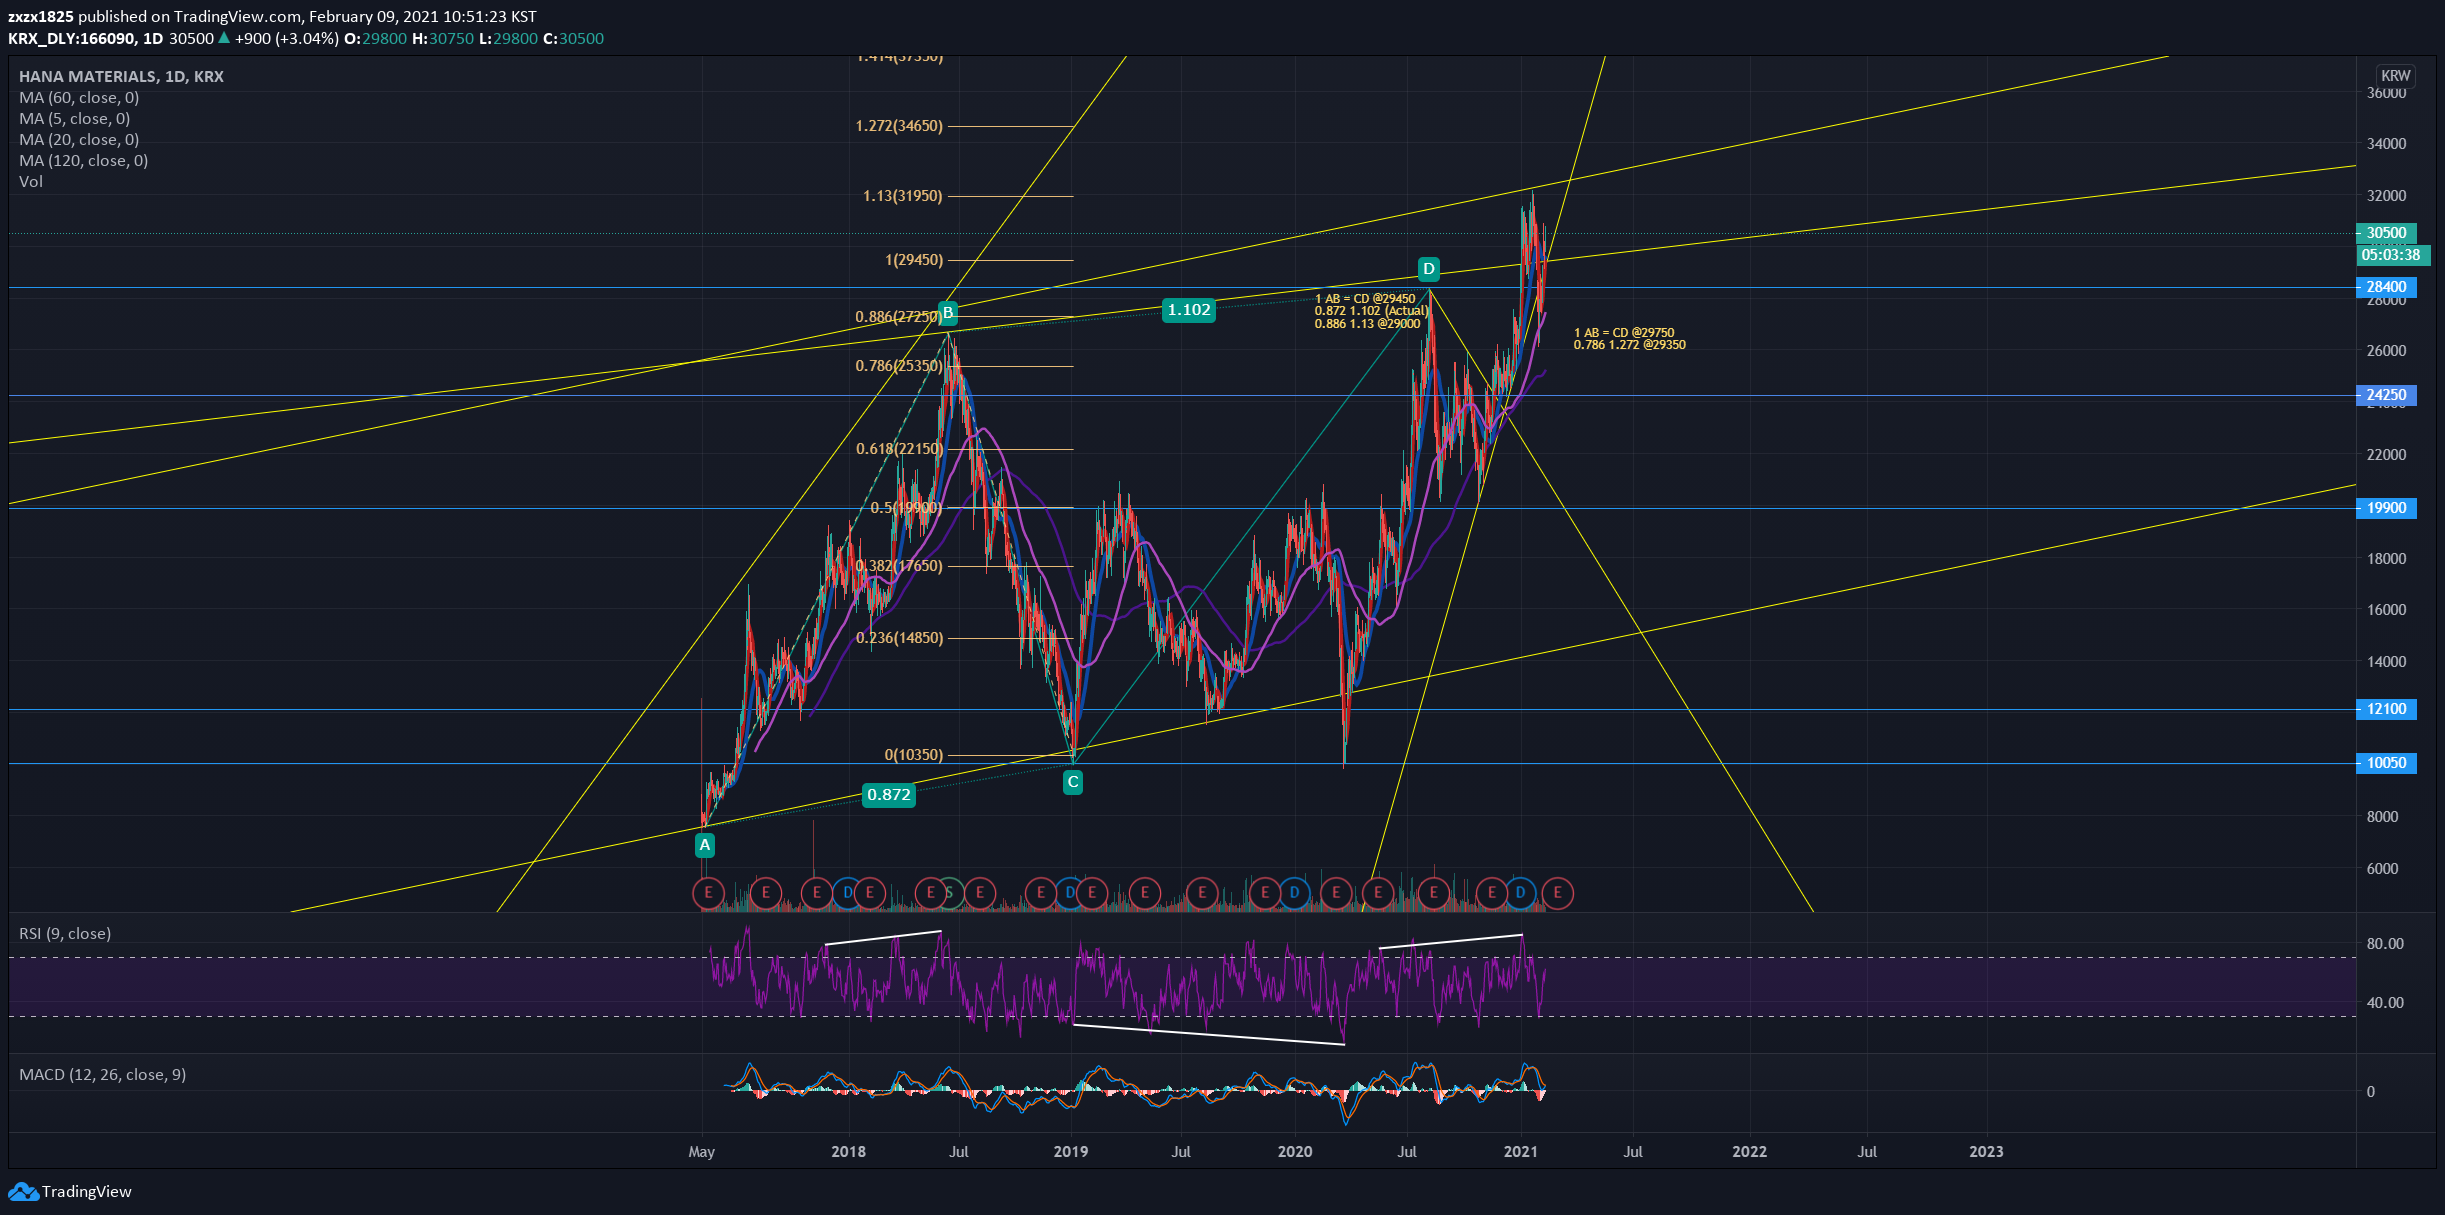 zxzx1825 published on TradingView.com, February 09, 2021 10:51:23 KST
KRX_DLY:166090, 1D 30500 ▲ +900 (+3.04%) O:29800 H:30750 L:29800 C:30500
HANA MATERIALS, 1D, KRX
MA (60, close, 0)
MA (5, close, 0)
MA (20, close, 0)
MA (120, close, 0)
Vol
1.414(37350)
1.272(34650)
1.13(31950)
1(29450)
0.886(27250)
0.786(25350)
0.618(22150)
0.5(19900)
0.382(17650)
0.236(14850)
0(10350)
B
D
1.102
1 AB = CD @29450
0.872 1.102 (Actual)
0.886 1.13 @29000
1 AB = CD @29750
0.786 1.272 @29350
0.872
C
A
E E E D E E S E E D E E E E D E E E E D E
KRW
36000
34000
32000
30500
05:03:38
28400
28000
26000
24250
24000
22000
19900
18000
16000
14000
12100
10050
8000
6000
RSI (9, close)
80.00
40.00
MACD (12, 26, close, 9)
0
May 2018 Jul 2019 Jul 2020 Jul 2021 Jul 2022 Jul 2023
TradingView